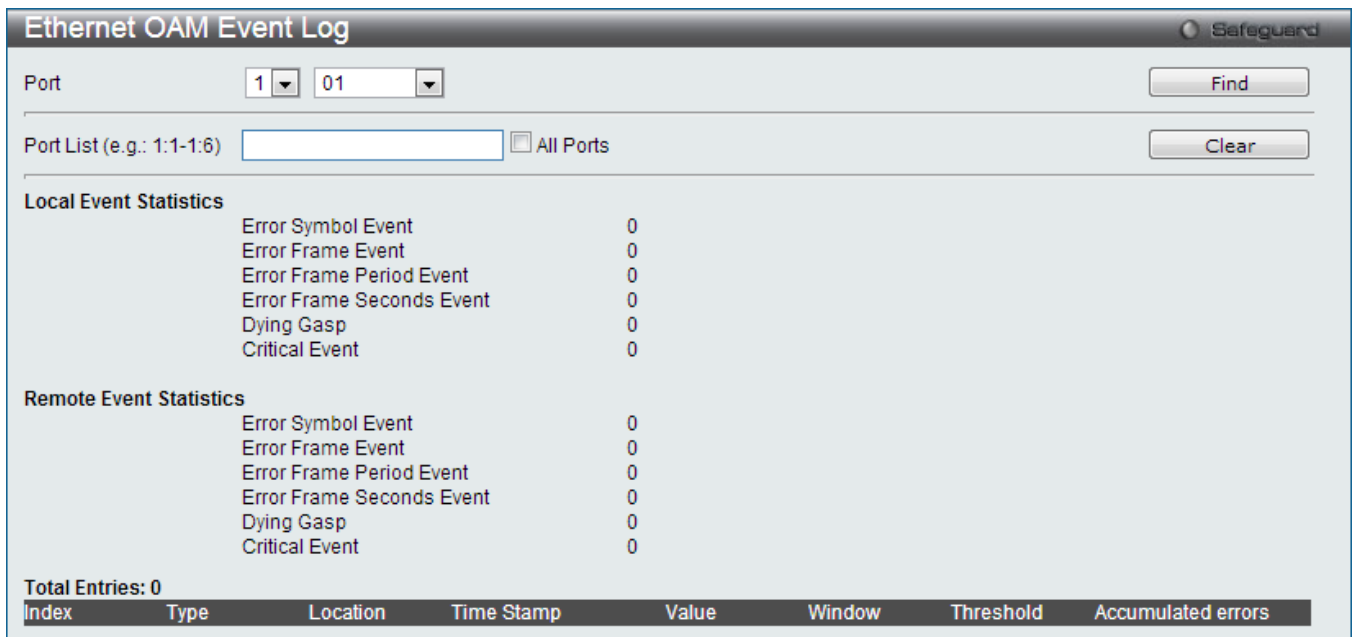 Ethernet OAM Event Log Safeguard
Port 1 01 Find
Port List (e.g.: 1:1-1:6) All Ports Clear
Local Event Statistics
Error Symbol Event 0
Error Frame Event 0
Error Frame Period Event 0
Error Frame Seconds Event 0
Dying Gasp 0
Critical Event 0
Remote Event Statistics
Error Symbol Event 0
Error Frame Event 0
Error Frame Period Event 0
Error Frame Seconds Event 0
Dying Gasp 0
Critical Event 0
Total Entries: 0
Index Type Location Time Stamp Value Window Threshold Accumulated errors